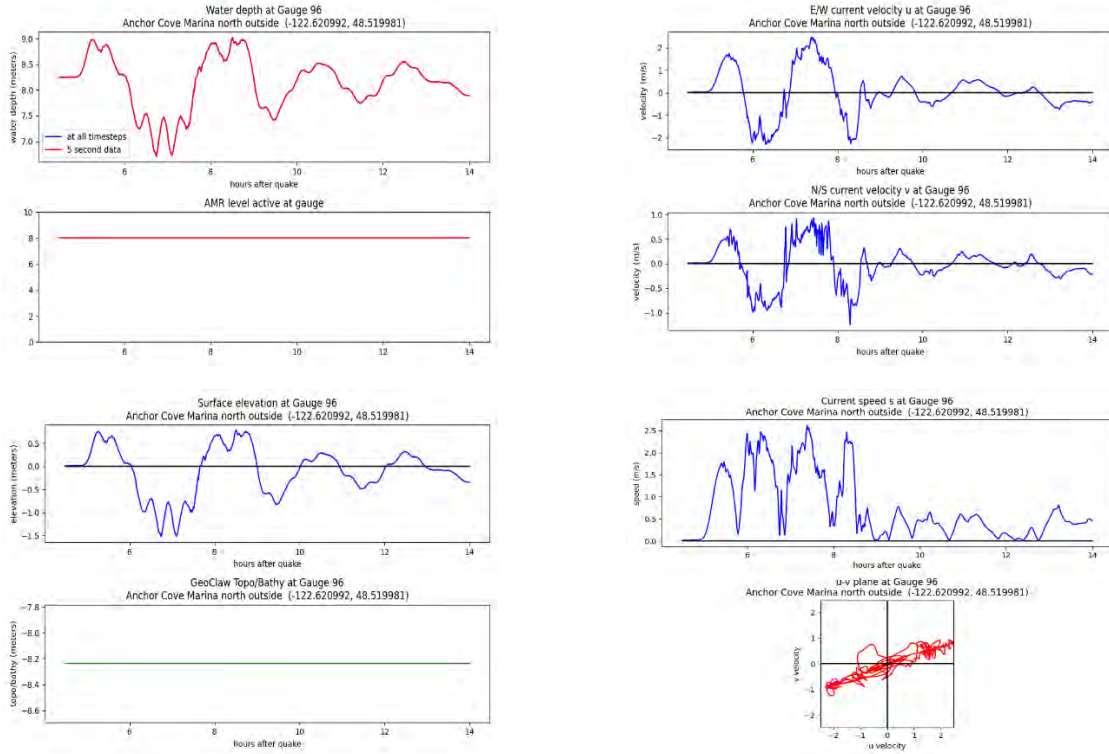 Water depth at Gauge 96
Anchor Cove Marina north outside (-122.620992, 48.519981)
water depth (meters)
9.0
8.5
8.0
7.5
7.0
at all timesteps
5 second data
6
8
10
12
14
hours after quake
AMR level active at gauge
10
8
6
4
2
0
6
8
10
12
14
hours after quake
Surface elevation at Gauge 96
Anchor Cove Marina north outside (-122.620992, 48.519981)
elevation (meters)
0.5
0.0
-0.5
-1.0
-1.5
6
8
10
12
14
hours after quake
GeoClaw Topo/Bathy at Gauge 96
Anchor Cove Marina north outside (-122.620992, 48.519981)
topo/bathy (meters)
-7.8
-8.0
-8.2
-8.4
-8.6
6
8
10
12
14
hours after quake
E/W current velocity u at Gauge 96
Anchor Cove Marina north outside (-122.620992, 48.519981)
velocity (m/s)
2
1
0
-1
-2
6
8
10
12
14
hours after quake
N/S current velocity v at Gauge 96
Anchor Cove Marina north outside (-122.620992, 48.519981)
velocity (m/s)
1.0
0.5
0.0
-0.5
-1.0
6
8
10
12
14
hours after quake
Current speed s at Gauge 96
Anchor Cove Marina north outside (-122.620992, 48.519981)
speed (m/s)
2.5
2.0
1.5
1.0
0.5
0.0
6
8
10
12
14
hours after quake
u-v plane at Gauge 96
Anchor Cove Marina north outside (-122.620992, 48.519981)
v velocity
2
1
0
-1
-2
-2
-1
0
1
2
u velocity